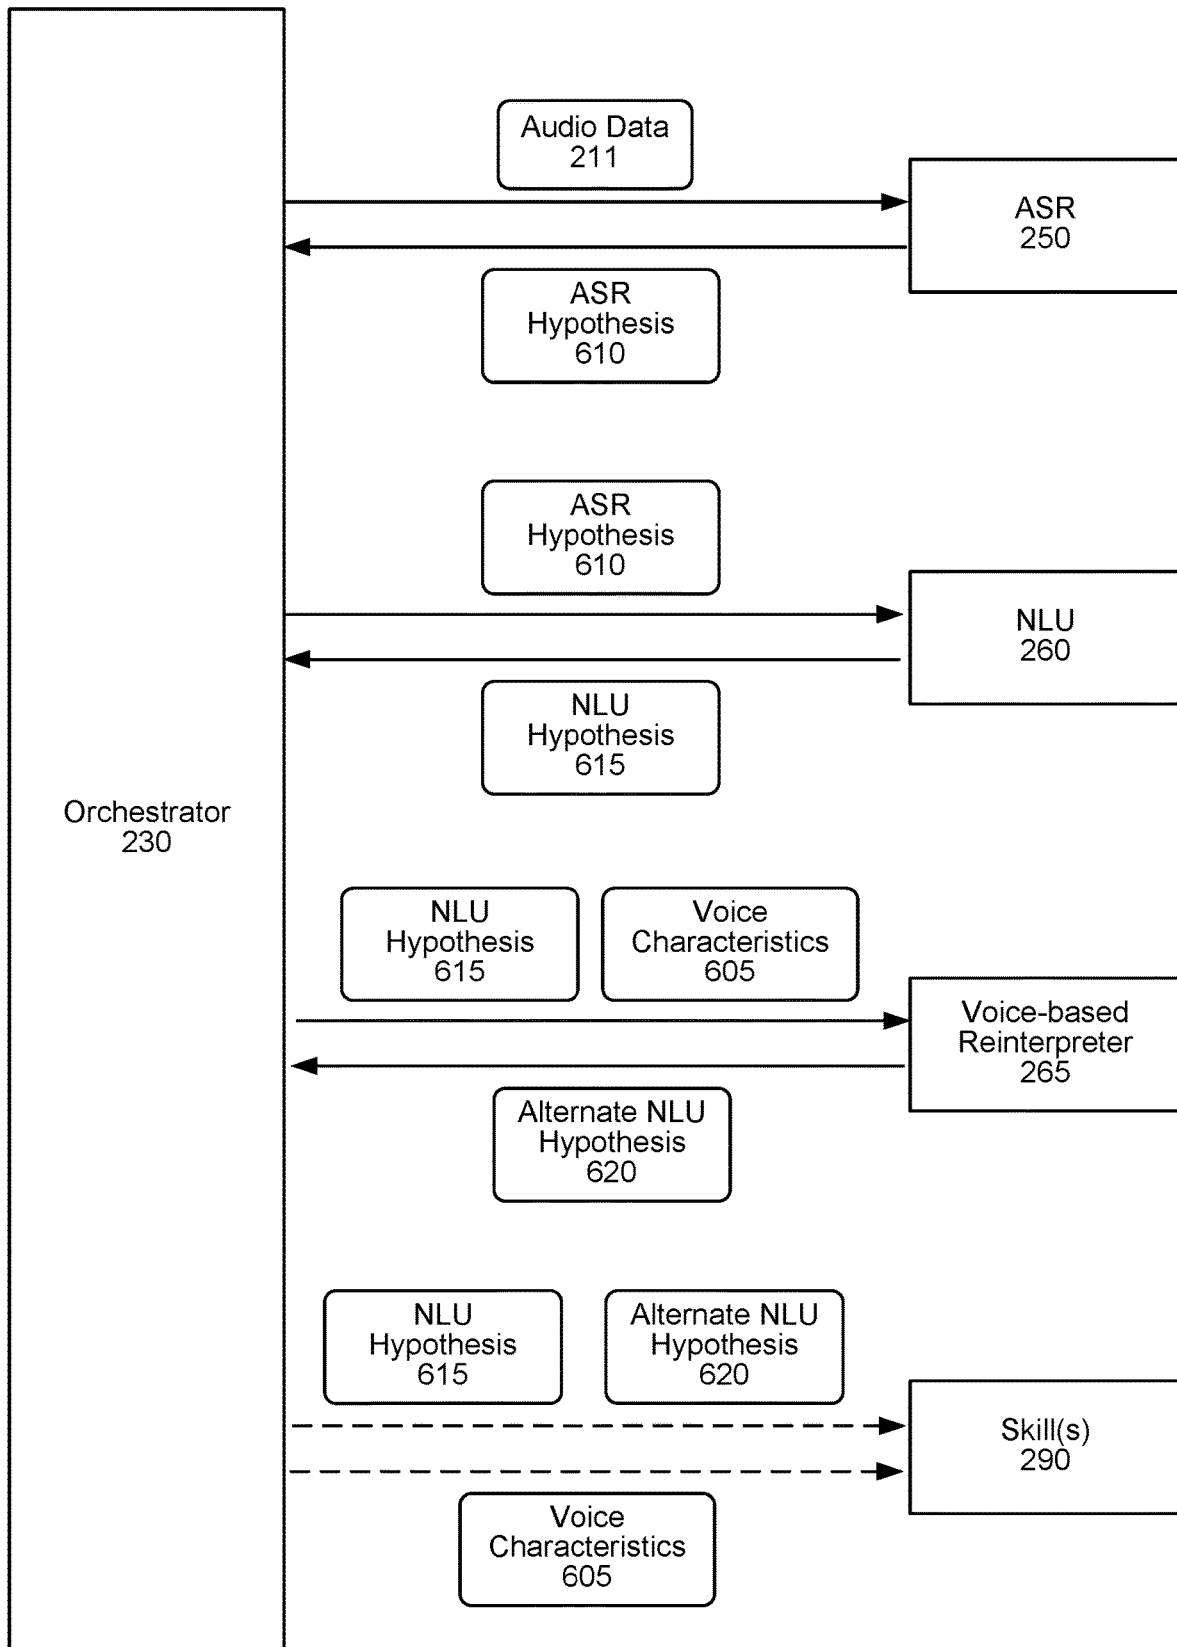 Audio Data
211
ASR
250
ASR
Hypothesis
610
ASR
Hypothesis
610
NLU
260
NLU
Hypothesis
615
Orchestrator
230
NLU
Hypothesis
615
Voice
Characteristics
605
Voice-based
Reinterpreter
265
Alternate NLU
Hypothesis
620
NLU
Hypothesis
615
Alternate NLU
Hypothesis
620
Skill(s)
290
Voice
Characteristics
605